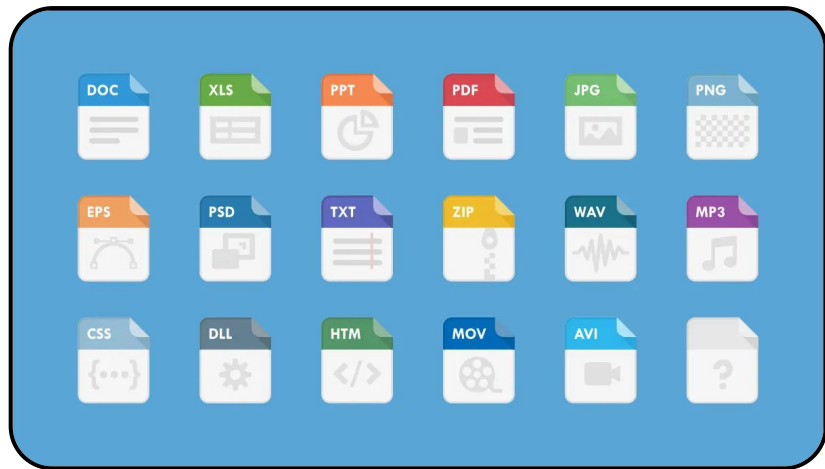 DOC XLS PPT PDF JPG PNG
EPS PSD TXT ZIP WAV MP3
CSS DLL HTM MOV AVI
{•••} </> ?